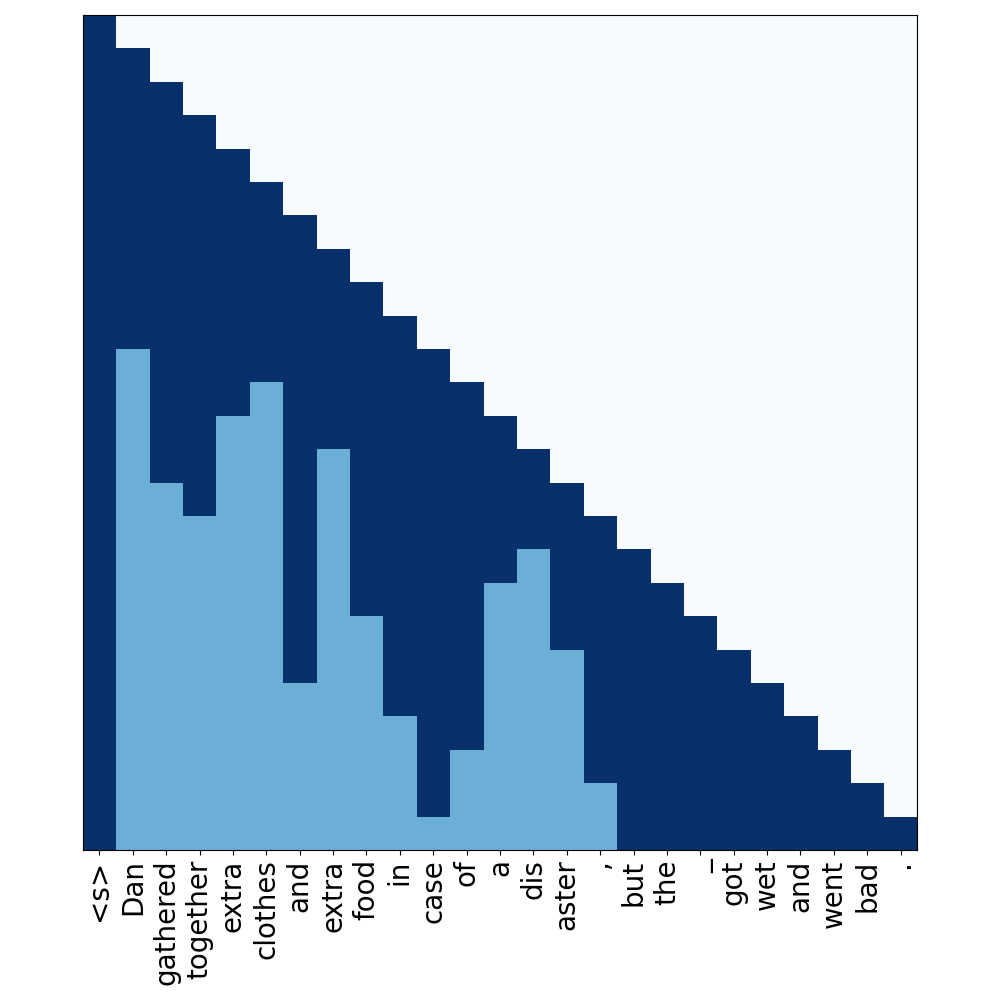 <s> Dan gathered together extra clothes and extra food in case of a dis aster , but the _ got wet and went bad .